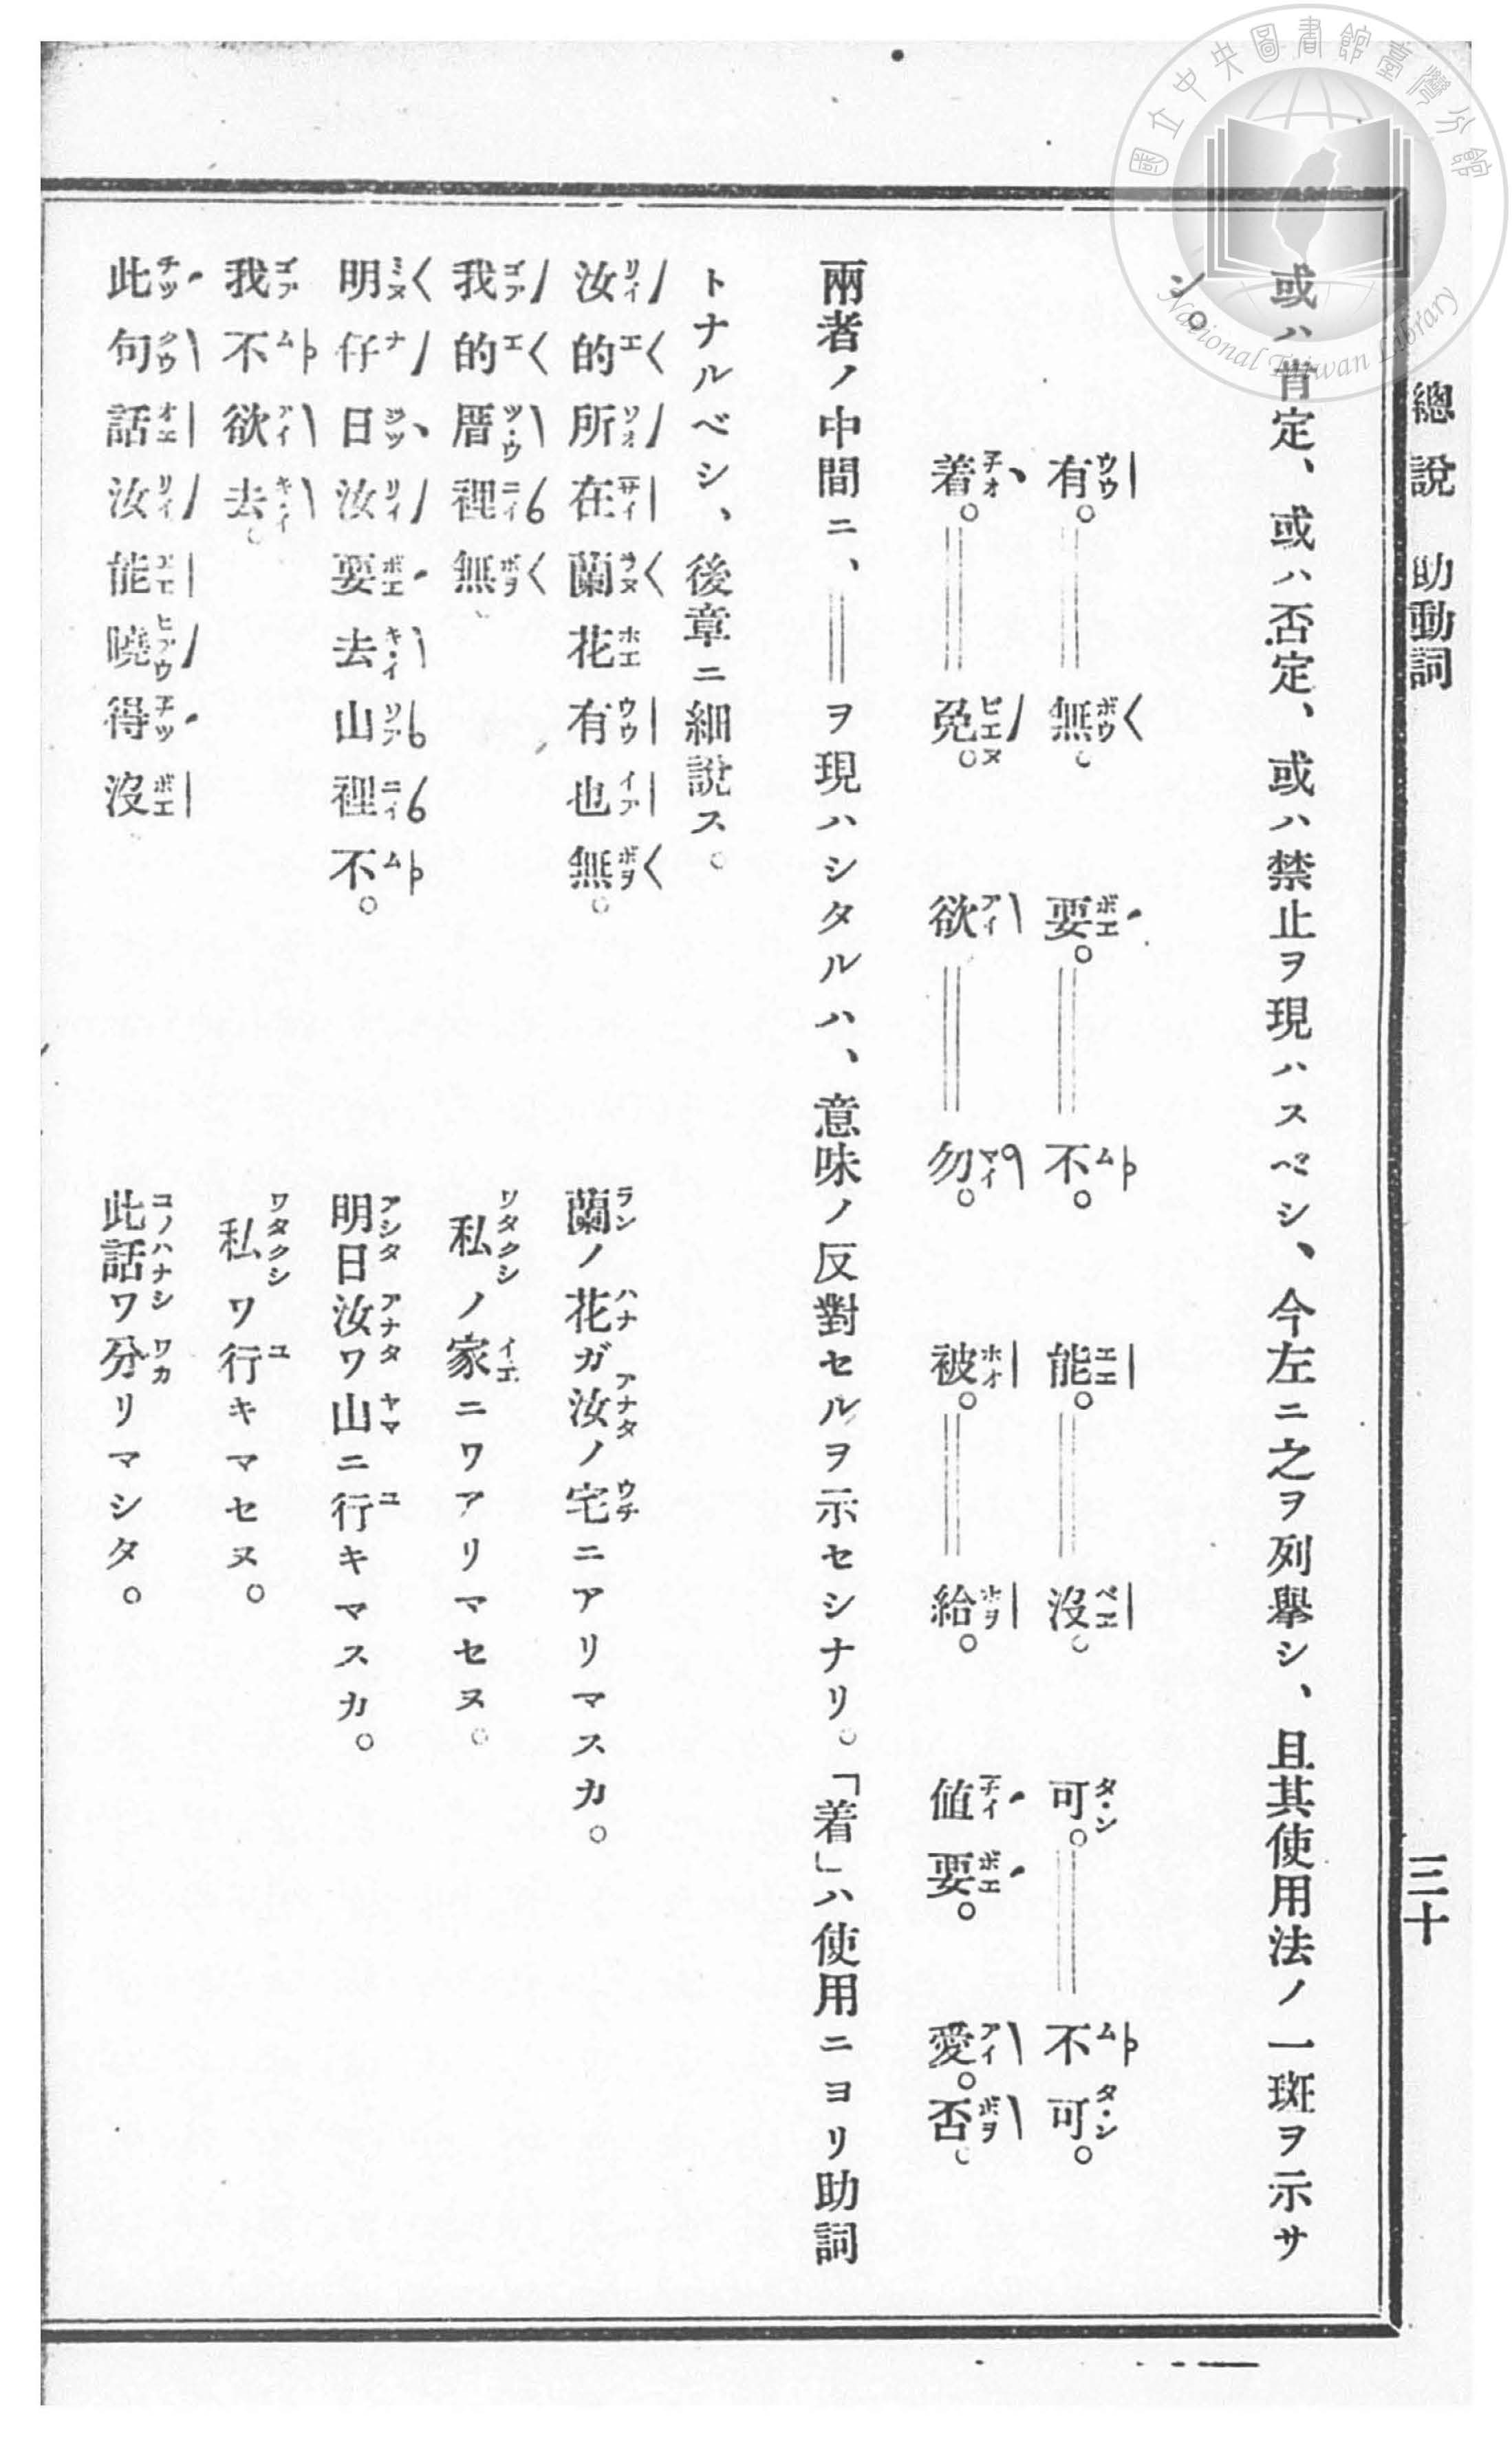 總說 助動詞 三十
或ハ肯定、或ハ否定、或ハ禁止ヲ現ハスベシ、今左ニ之ヲ列擧シ、且其使用法ノ一斑ヲ示サ
シ。
有。無。要。不。能。沒。可。不可。
着。免。欲 勿。被。給。値要。愛。否。
兩者ノ中間ニ、||ヲ現ハシタルハ、意味ノ反對セルヲ示セシナリ。「着」ハ使用ニヨリ助詞
トナルベシ、後章ニ細說ス。
汝的所在蘭花有也無。 蘭ノ花ガ汝ノ宅ニアリマスカ。
我的厝裡無。 私ノ家ニワアリマセヌ。
明仔日汝要去山裡不。 明日汝ワ山ニ行キマスカ。
我不欲去。 私ワ行キマセヌ。
此句話汝能曉得沒 此話ワ分リマシタ。
國立中央圖書館臺灣分館
National Taiwan Library